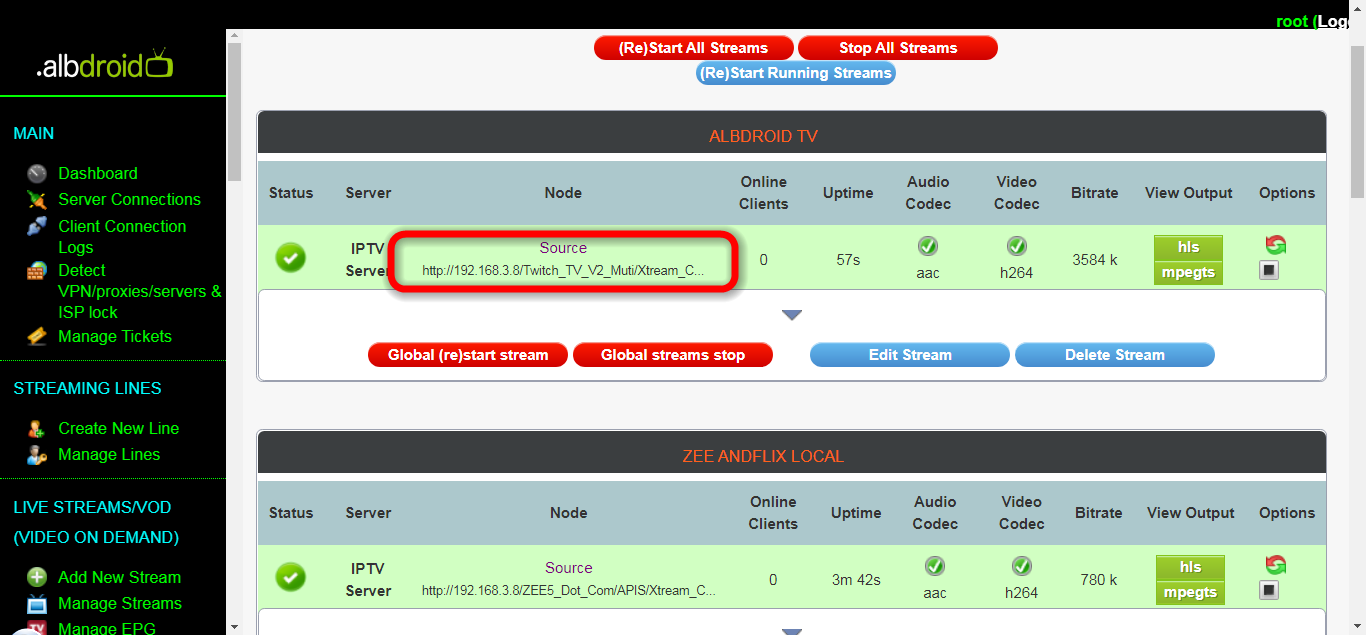 root (Logo
.albdroid
(Re)Start All Streams
Stop All Streams
(Re)Start Running Streams
MAIN
Dashboard
Server Connections
Client Connection
Logs
Detect
VPN/proxies/servers &
ISP lock
Manage Tickets
STREAMING LINES
Create New Line
Manage Lines
LIVE STREAMS/VOD
(VIDEO ON DEMAND)
Add New Stream
Manage Streams
Manage EPG
ALBDROID TV
Status
Server
Node
Online
Clients
Uptime
Audio
Codec
Video
Codec
Bitrate
View Output
Options
IPTV
Server
Source
http://192.168.3.8/Twitch_TV_V2_Muti/Xtream_C...
0
57s
aac
h264
3584 k
hls
mpegts
Global (re)start stream
Global streams stop
Edit Stream
Delete Stream
ZEE ANDFLIX LOCAL
Status
Server
Node
Online
Clients
Uptime
Audio
Codec
Video
Codec
Bitrate
View Output
Options
IPTV
Server
Source
http://192.168.3.8/ZEE5_Dot_Com/APIS/Xtream_C...
0
3m 42s
aac
h264
780 k
hls
mpegts